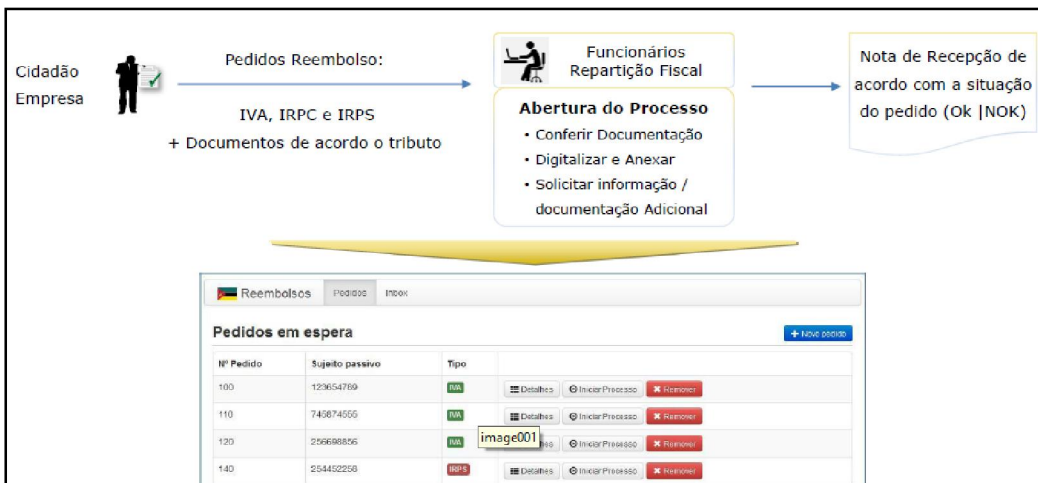 Cidadão
Empresa
Pedidos Reembolso:
IVA, IRPC e IRPS
+ Documentos de acordo o tributo
Funcionários
Repartição Fiscal
Abertura do Processo
• Conferir Documentação
• Digitalizar e Anexar
• Solicitar informação /
documentação Adicional
Nota de Recepção de
acordo com a situação
do pedido (Ok |NOK)
Reembolsos Pedidos Inbox
Pedidos em espera + Novo pedido
Nº Pedido Sujeito passivo Tipo
100 123654789 IVA Detalhes Iniciar Processo Remover
110 745874555 IVA Detalhes Iniciar Processo Remover
120 256698856 IVA image001 Iniciar Processo Remover
140 254452258 IRPS Detalhes Iniciar Processo Remover